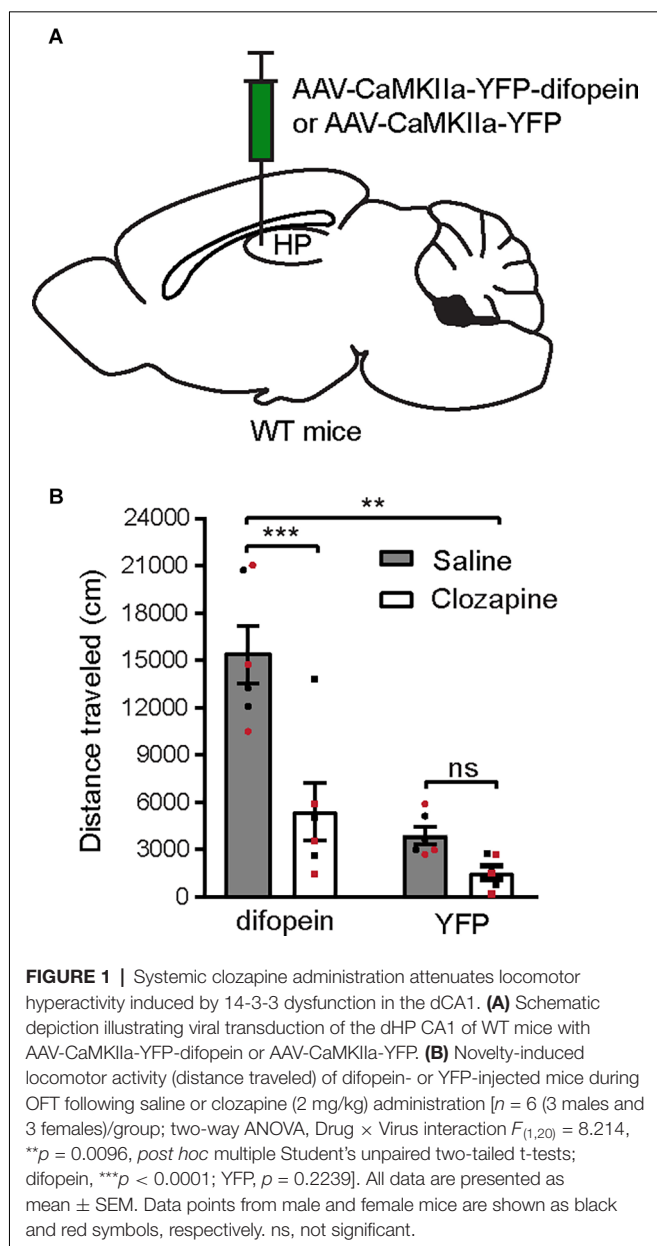 A
AAV-CaMKIIa-YFP-difopein
or AAV-CaMKIIa-YFP
HP
WT mice
B
24000
21000
18000
15000
12000
9000
6000
3000
0
Distance traveled (cm)
**
***
ns
Saline
Clozapine
difopein
YFP
FIGURE 1 | Systemic clozapine administration attenuates locomotor
hyperactivity induced by 14-3-3 dysfunction in the dCA1. (A) Schematic
depiction illustrating viral transduction of the dHP CA1 of WT mice with
AAV-CaMKIIa-YFP-difopein or AAV-CaMKIIa-YFP. (B) Novelty-induced
locomotor activity (distance traveled) of difopein- or YFP-injected mice during
OFT following saline or clozapine (2 mg/kg) administration [n = 6 (3 males and
3 females)/group; two-way ANOVA, Drug × Virus interaction F(1,20) = 8.214,
**p = 0.0096, post hoc multiple Student's unpaired two-tailed t-tests;
difopein, ***p < 0.0001; YFP, p = 0.2239]. All data are presented as
mean ± SEM. Data points from male and female mice are shown as black
and red symbols, respectively. ns, not significant.